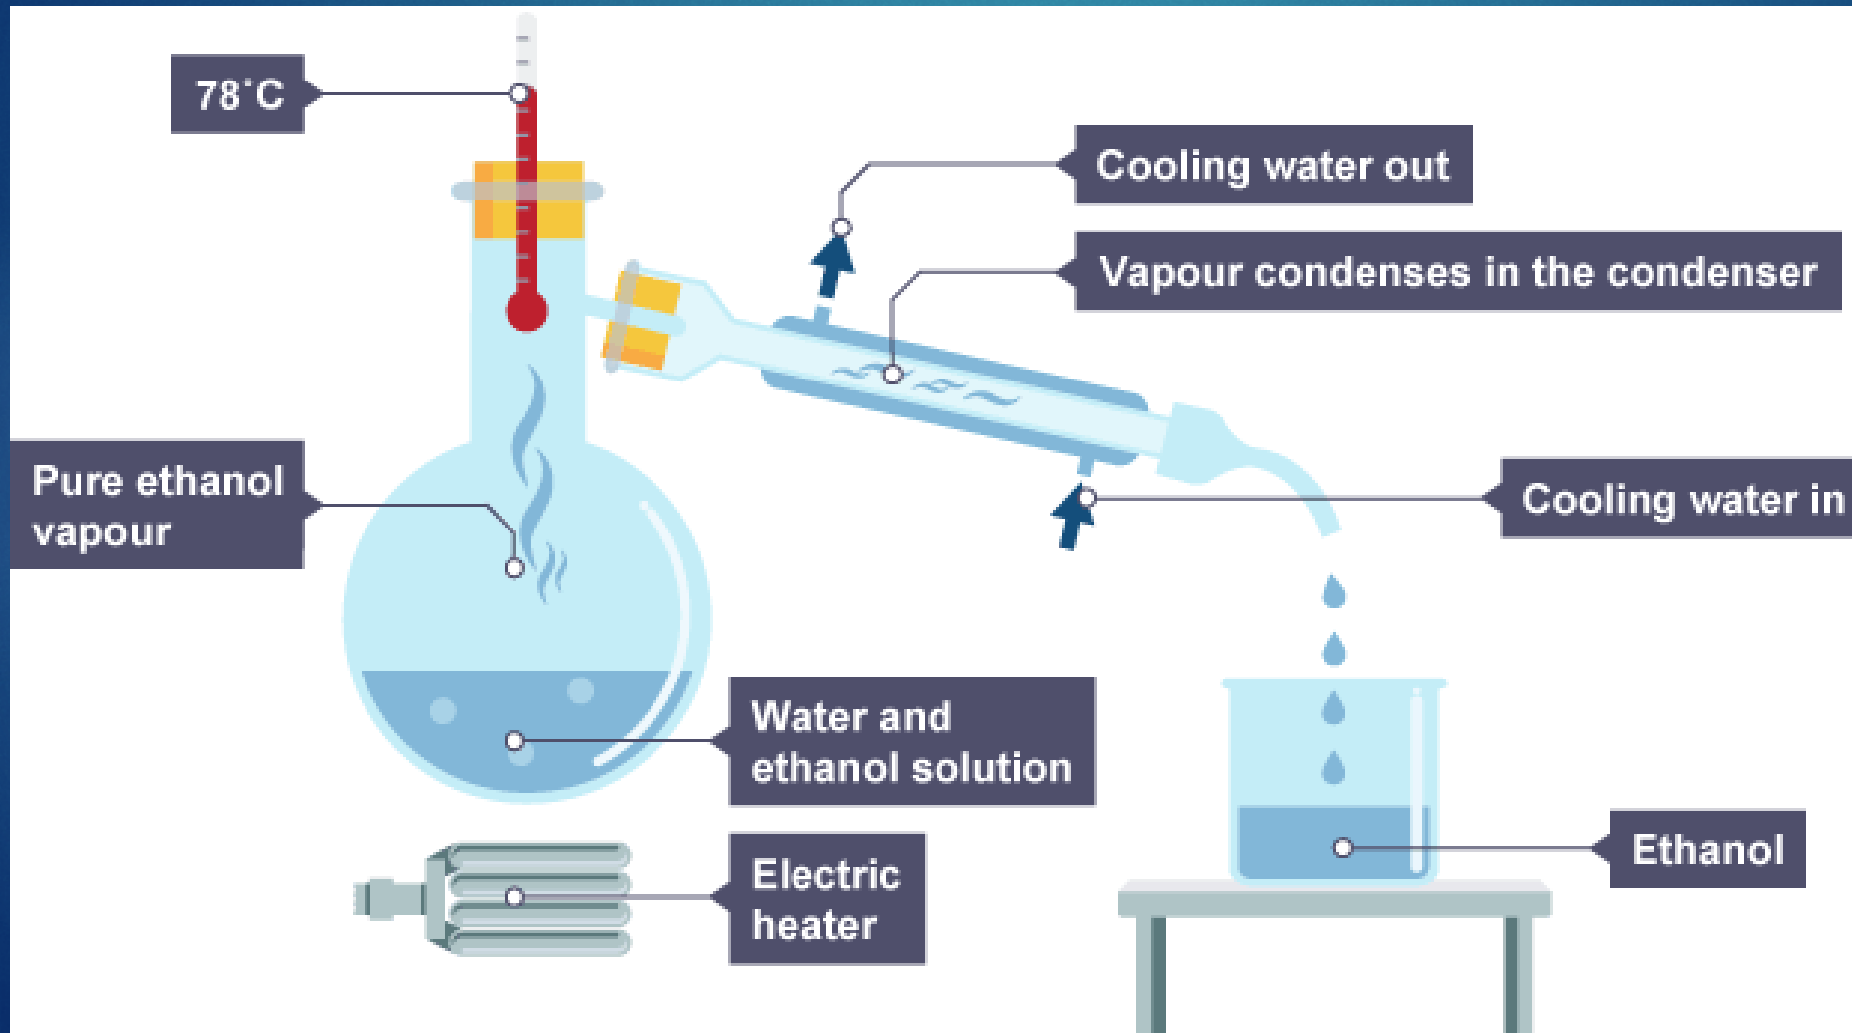 78°C
Cooling water out
Vapour condenses in the condenser
Pure ethanol
vapour
Cooling water in
Water and
ethanol solution
Electric
heater
Ethanol